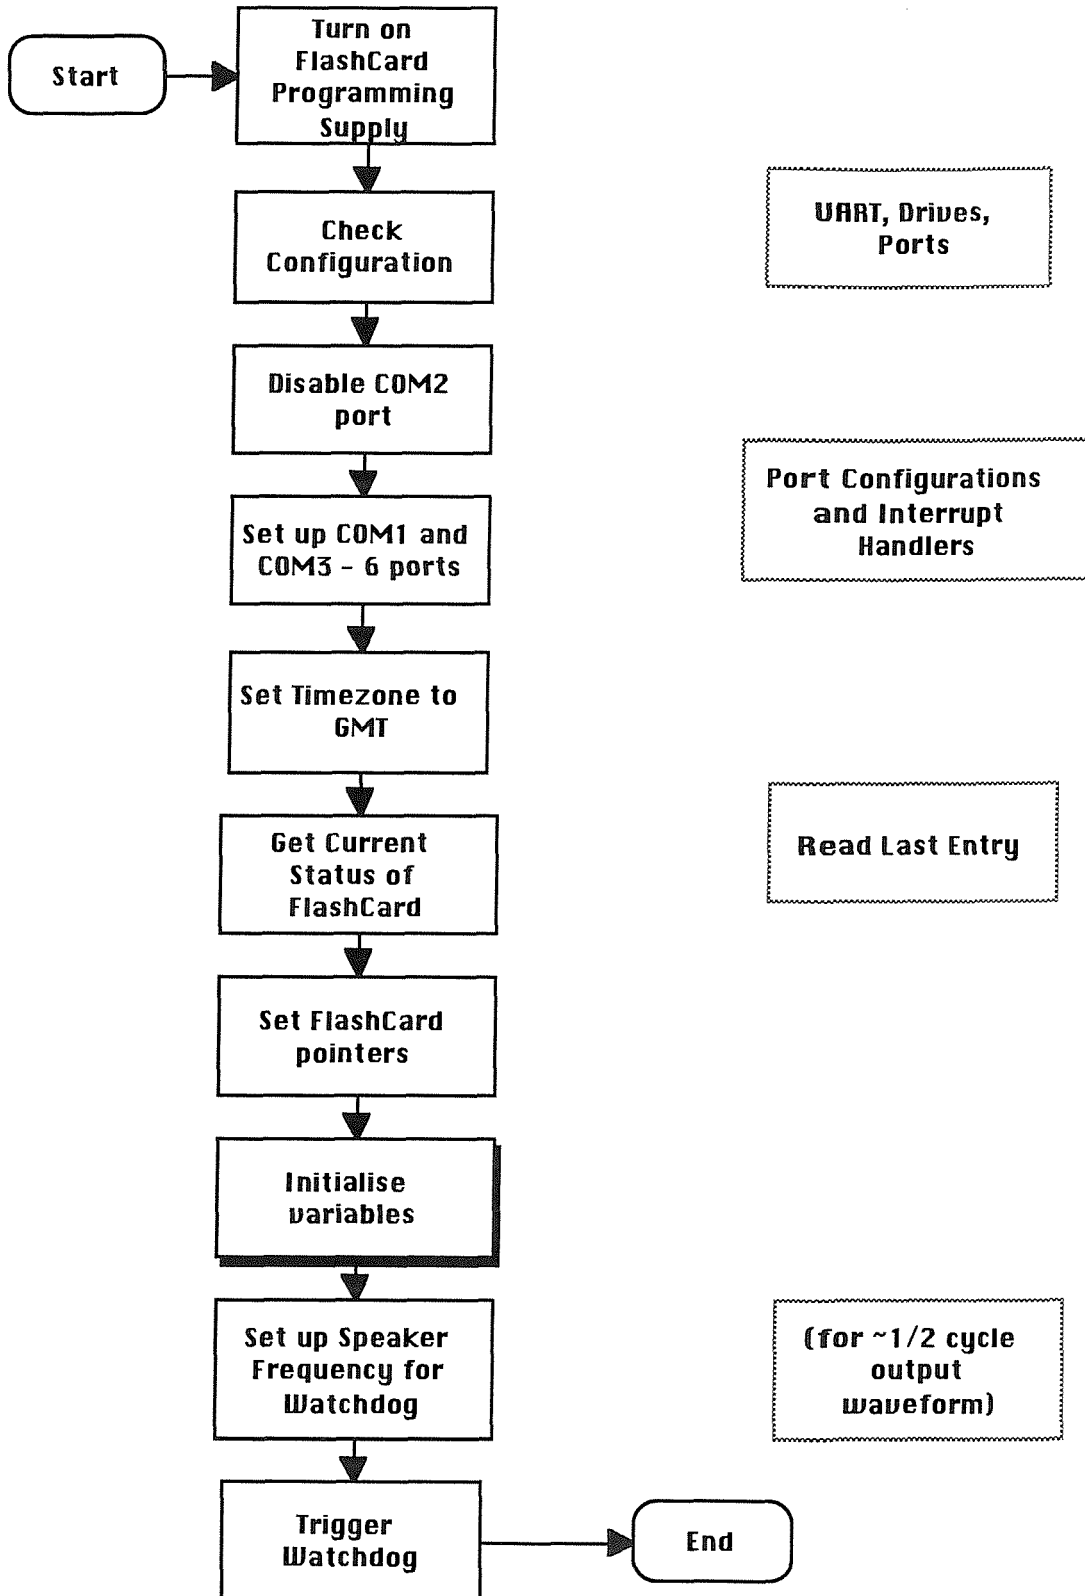 Start
Turn on
FlashCard
Programming
Supply
Check
Configuration
UART, Drives,
Ports
Disable COM2
port
Set up COM1 and
COM3 - 6 ports
Port Configurations
and Interrupt
Handlers
Set Timezone to
GMT
Get Current
Status of
FlashCard
Read Last Entry
Set FlashCard
pointers
Initialise
variables
Set up Speaker
Frequency for
Watchdog
(for ~1/2 cycle
output
waveform)
Trigger
Watchdog
End